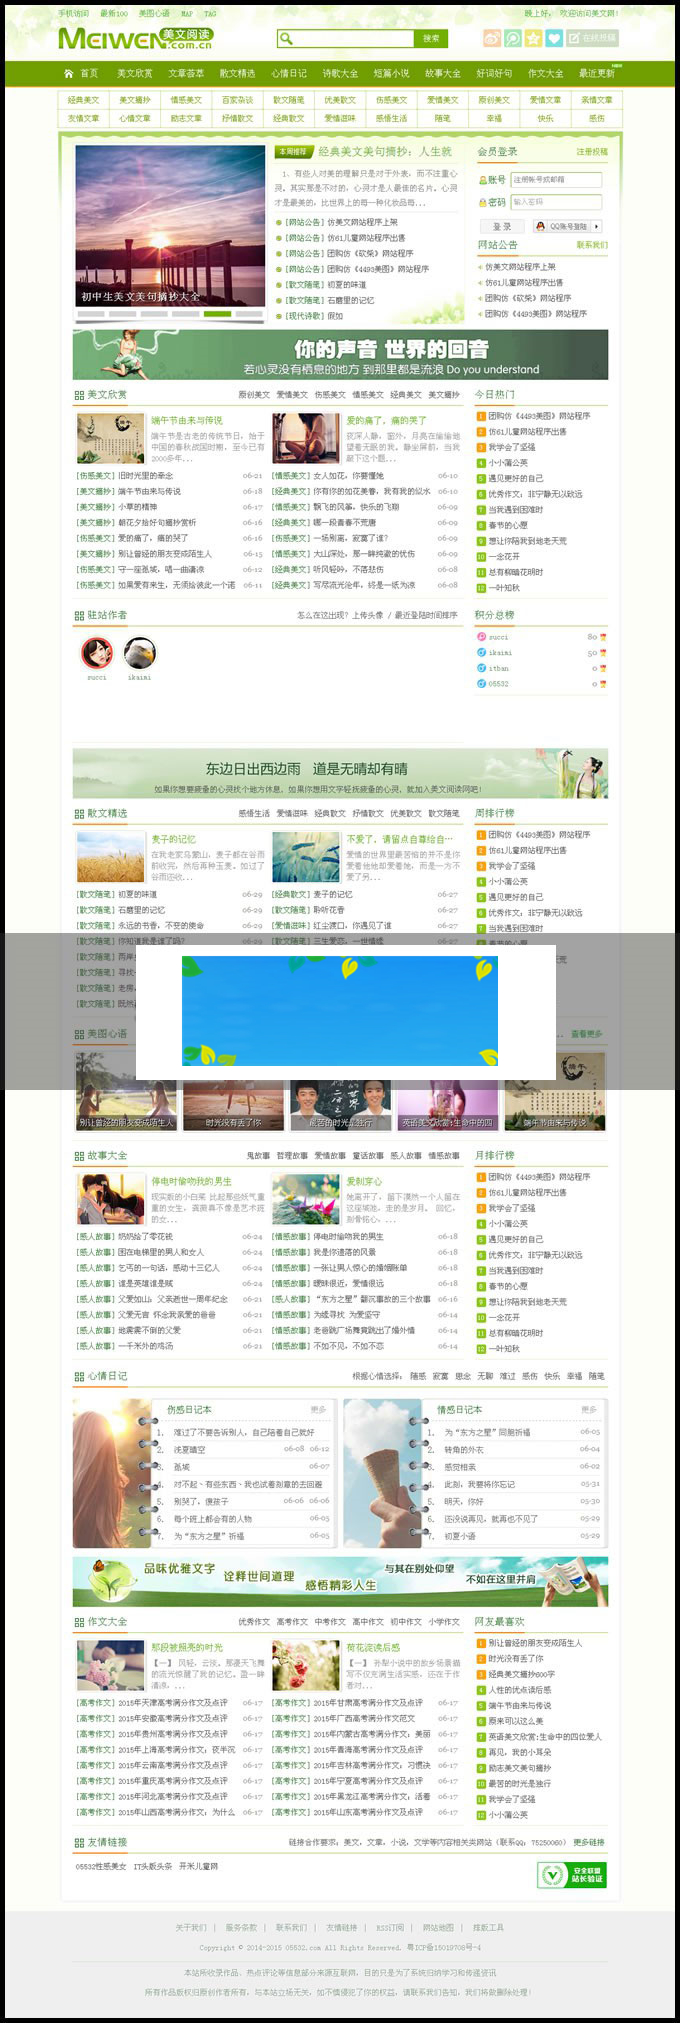 手机访问 最新100 美图心语 MAP TAG
晚上好， 欢迎访问美文网!
MEIWEN 美文阅读 .com.cn
搜索
在线投稿
首页 美文欣赏 文章荟萃 散文精选 心情日记 诗歌大全 短篇小说 故事大全 好词好句 作文大全 最近更新
经典美文 美文摘抄 情感美文 百家杂谈 散文随笔 优美散文 伤感美文 爱情美文 原创美文 爱情文章 亲情文章
友情文章 心情文章 励志文章 抒情散文 经典散文 爱情滋味 感悟生活 随笔 幸福 快乐 感伤
初中生美文美句摘抄大全
本周推荐 经典美文美句摘抄：人生就
1、有些人对美的理解只是对于外表，而不注重心
灵。其实那是不对的，心灵才是人最佳的名片。心灵
才是最美的，比世界上的每一种化妆品每...
[网站公告] 仿美文网站程序上架
[网站公告] 仿61儿童网站程序出售
[网站公告] 团购仿《砍柴》网站程序
[网站公告] 团购仿《4493美图》网站程序
[散文随笔] 初夏的味道
[散文随笔] 石磨里的记忆
[现代诗歌] 假如
会员登录 注册投稿
账号 注册账号或邮箱
密码 输入密码
登 录 QQ账号登陆
网站公告 联系我们
仿美文网站程序上架
仿61儿童网站程序出售
团购仿《砍柴》网站程序
团购仿《4493美图》网站程序
你的声音 世界的回音
若心灵没有栖息的地方 到那里都是流浪 Do you understand
美文欣赏 原创美文 爱情美文 伤感美文 情感美文 经典美文 美文摘抄
端午节由来与传说
端午节是古老的传统节日，始于
中国的春秋战国时期，至今已有
2000多年...
爱的痛了，痛的哭了
夜深人静，窗外，月亮在偷偷地
望着无眠的我。静坐屏前，当我
敲下这个题...
[伤感美文] 旧时光里的牵念 06-21
[美文摘抄] 端午节由来与传说 06-18
[美文摘抄] 小草的精神 06-17
[美文摘抄] 朝花夕拾好句摘抄赏析 06-16
[伤感美文] 爱的痛了，痛的哭了 06-16
[美文摘抄] 别让曾经的朋友变成陌生人 06-15
[伤感美文] 守一座孤城，唱一曲凄凉 06-12
[伤感美文] 如果爱有来生，无须给彼此一个诺 06-11
[情感美文] 女人如花，你要懂她 06-10
[经典美文] 你有你的如花美眷，我有我的似水 06-10
[情感美文] 飘飞的风筝，快乐的飞翔 06-09
[经典美文] 哪一段青春不荒唐 06-09
[伤感美文] 一场别离，寂寞了谁? 06-09
[情感美文] 大山深处，那一眸纯澈的忧伤 06-09
[经典美文] 听风轻吟，不落悲伤 06-08
[经典美文] 写尽流光沧年，终是一纸为凉 06-08
今日热门
1 团购仿《4493美图》网站程序
2 仿61儿童网站程序出售
3 我学会了坚强
4 小小蒲公英
5 遇见更好的自己
6 优秀作文：非宁静无以致远
7 当我遇到困难时
8 春节的心愿
9 想让你陪我到地老天荒
10 一念花开
11 总有柳暗花明时
12 一叶知秋
驻站作者 怎么在这出现? 上传头像 / 最近登陆时间排序
succi ikaimi
积分总榜
succi 80
ikaimi 50
itban 0
05532 0
东边日出西边雨 道是无晴却有晴
如果你想要疲惫的心灵找个地方休息，如果你想用文字轻抚疲惫的心灵，就加入美文阅读网吧!
散文精选 感悟生活 爱情滋味 经典散文 抒情散文 优美散文 散文随笔
麦子的记忆
在我老家乌蒙山，麦子都在谷雨
前收完，然后再种玉麦。如过了
谷雨还收...
不爱了，请留点自尊给自…
爱情的世界里最苦恼的并不是你
爱着他他却爱着她，而是一方不
爱了另...
[散文随笔] 初夏的味道 06-29
[散文随笔] 石磨里的记忆 06-29
[散文随笔] 永远的书香，不变的使命 06-29
[散文随笔] 你知道我是谁了吗?
[散文随笔] 两岸
[散文随笔] 寻找
[散文随笔] 老房
[散文随笔] 既然
[经典散文] 麦子的记忆 06-27
[散文随笔] 聆听花香 06-27
[爱情滋味] 红尘渡口，你遇见了谁 06-27
三生恋爱，一世情缘
周排行榜
1 团购仿《4493美图》网站程序
2 仿61儿童网站程序出售
3 我学会了坚强
4 小小蒲公英
5 遇见更好的自己
6 优秀作文：非宁静无以致远
7 当我遇到困难时
春节的心愿
荒
美图心语 ... 查看更多
别让曾经的朋友变成陌生人 时光没有丢了你 最苦的时光是独行 英语美文欣赏:生命中的四 端午节由来与传说
故事大全 鬼故事 哲理故事 爱情故事 童话故事 感人故事 情感故事
停电时偷吻我的男生
现实版的小白菜 比起那些妖气重
重的女生，龚薇真不像是艺术班
的女...
爱刺穿心
她离开了，留下漠然一个人留在
这座城池，走的是岁月。 回忆，
刻骨铭心。...
[感人故事] 奶奶给了零花钱 06-24
[感人故事] 困在电梯里的男人和女人 06-24
[感人故事] 乞丐的一句话，感动十三亿人 06-24
[感人故事] 谁是英雄谁是贼 06-24
[感人故事] 父爱如山：父亲逝世一周年纪念 06-21
[感人故事] 父爱无言 怀念我亲爱的爸爸 06-21
[感人故事] 地震震不倒的父爱 06-21
[感人故事] 一千米外的鸡汤 06-21
[情感故事] 停电时偷吻我的男生 06-18
[情感故事] 我是你遗落的风景 06-18
[情感故事] 一张让男人惊心的婚姻账单 06-18
[情感故事] 暧昧很近，爱情很远 06-18
[感人故事] “东方之星”翻沉事故的三个故事 06-16
[情感故事] 为缘寻找 为爱坚守 06-14
[情感故事] 老爸跳广场舞竟跳出了婚外情 06-14
[情感故事] 不如不见，不如不恋 06-14
月排行榜
1 团购仿《4493美图》网站程序
2 仿61儿童网站程序出售
3 我学会了坚强
4 小小蒲公英
5 遇见更好的自己
6 优秀作文：非宁静无以致远
7 当我遇到困难时
8 春节的心愿
9 想让你陪我到地老天荒
10 一念花开
11 总有柳暗花明时
12 一叶知秋
心情日记 根据心情选择： 随感 寂寞 思念 无聊 难过 感伤 快乐 幸福 随笔
伤感日记本 更多
1. 难过了不要告诉别人，自己陪着自己就好
2. 浅夏晴空 06-08 06-12
3. 孤城 06-07
4. 对不起丶有些东西丶我也试着刻意的去回避
5. 别哭了，傻孩子 06-06 06-06
6. 每个班上都会有的人物 06-05
7. 为“东方之星”祈福 06-05
情感日记本 更多
1. 为“东方之星”同胞祈福 06-05
2. 转角的外衣 06-04
3. 感觉相亲 06-02
4. 此刻，我要将你忘记 05-31
5. 明天，你好 05-30
6. 还没说再见，就再也不见了 05-29
7. 初夏小语 05-29
品味优雅文字 诠释世间道理 感悟精彩人生 与其在别处仰望 不如在这里并肩
作文大全 优秀作文 高考作文 中考作文 高中作文 初中作文 小学作文
那段被照亮的时光
【一】 风轻，云淡。那漫天飞舞
的流光惊醒了我的记忆。盈一眸
清凉，...
荷花淀读后感
【一】 孙犁小说中的故乡场景描
写不仅充满生活实感，还在于作
者对...
[高考作文] 2015年天津高考满分作文及点评 06-17
[高考作文] 2015年安徽高考满分作文及点评 06-17
[高考作文] 2015年贵州高考满分作文及点评 06-17
[高考作文] 2015年上海高考满分作文：夜半沉 06-17
[高考作文] 2015年云南高考满分作文及点评 06-17
[高考作文] 2015年重庆高考满分作文及点评 06-17
[高考作文] 2015年河北高考满分作文及点评 06-17
[高考作文] 2015年山西高考满分作文：为什么 06-17
[高考作文] 2015年甘肃高考满分作文及点评 06-17
[高考作文] 2015年广西高考满分作文范文 06-17
[高考作文] 2015年内蒙古高考满分作文：美丽 06-17
[高考作文] 2015年青海高考满分作文及点评 06-17
[高考作文] 2015年吉林高考满分作文：习惯决 06-17
[高考作文] 2015年宁夏高考满分作文及点评 06-17
[高考作文] 2015年黑龙江高考满分作文：活着 06-17
[高考作文] 2015年山东高考满分作文及点评 06-17
网友最喜欢
1 别让曾经的朋友变成陌生人
2 时光没有丢了你
3 经典美文摘抄600字
4 人性的优点读后感
5 端午节由来与传说
6 原来可以这么美
7 英语美文欣赏:生命中的四位爱人
8 再见，我的小耳朵
9 励志美文美句摘抄
10 最苦的时光是独行
11 我学会了坚强
12 小小蒲公英
友情链接 链接合作要求：美文，文章，小说，文学等内容相关类网站（联系QQ：75250060） 更多链接
05532性感美女 IT头版头条 开米儿童网
安全联盟 站长验证
关于我们 | 服务条款 | 联系我们 | 友情链接 | RSS订阅 | 网站地图 | 排版工具
Copyright © 2014-2015 05532.com All Rights Reserved. 粤ICP备15019708号-4
本站所收录作品、热点评论等信息部分来源互联网，目的只是为了系统归纳学习和传递资讯
所有作品版权归原创作者所有，与本站立场无关，如不慎侵犯了你的权益，请联系我们告知，我们将做删除处理!